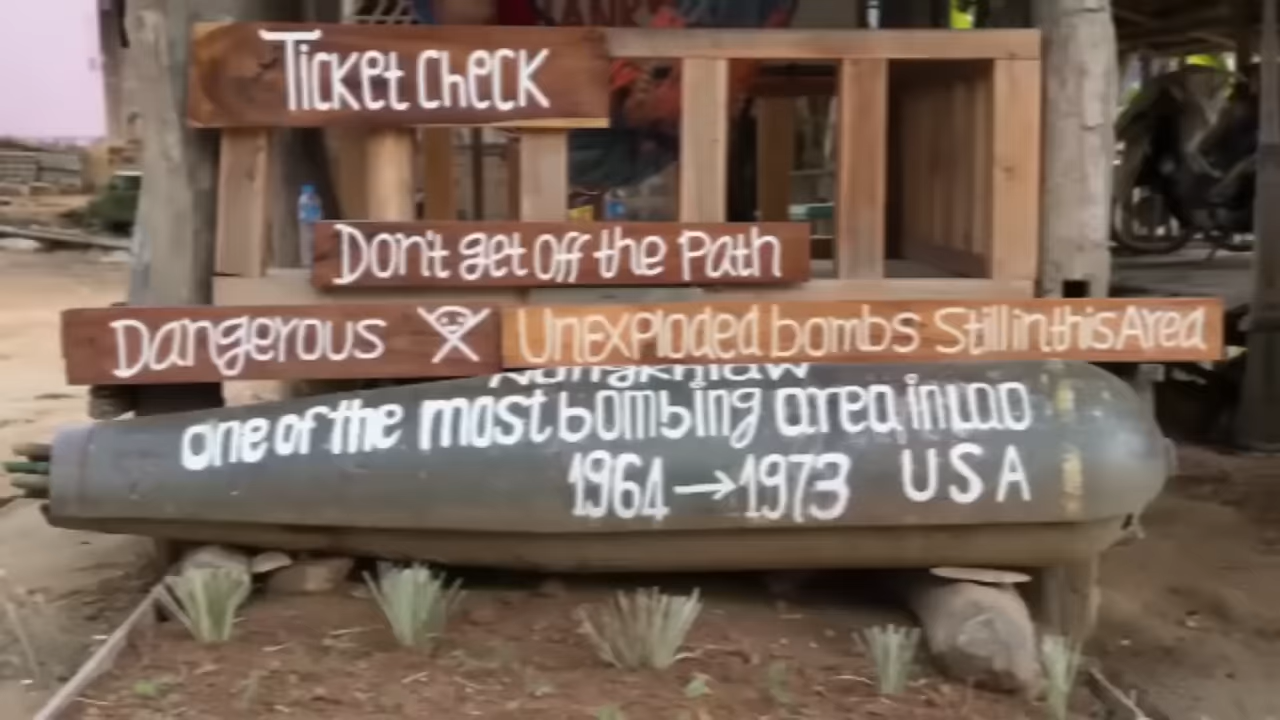 Ticket check
Don't get off the Path
Dangerous
Unexploded bombs Still in this Area
one of the most bombing area in Lao
1964 → 1973 USA